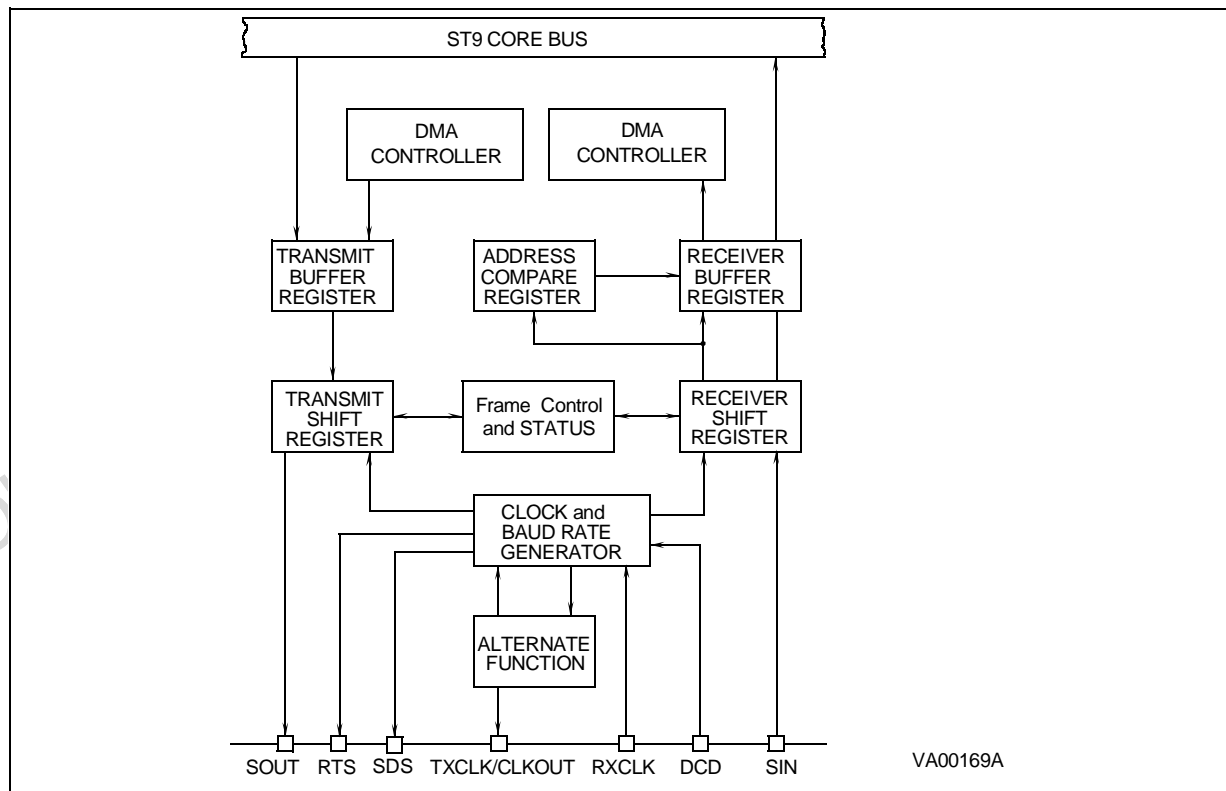 ST9 CORE BUS
DMA
CONTROLLER
DMA
CONTROLLER
TRANSMIT
BUFFER
REGISTER
ADDRESS
COMPARE
REGISTER
RECEIVER
BUFFER
REGISTER
TRANSMIT
SHIFT
REGISTER
Frame Control
and STATUS
RECEIVER
SHIFT
REGISTER
CLOCK and
BAUD RATE
GENERATOR
ALTERNATE
FUNCTION
SOUT RTS SDS TXCLK/CLKOUT RXCLK DCD SIN
VA00169A